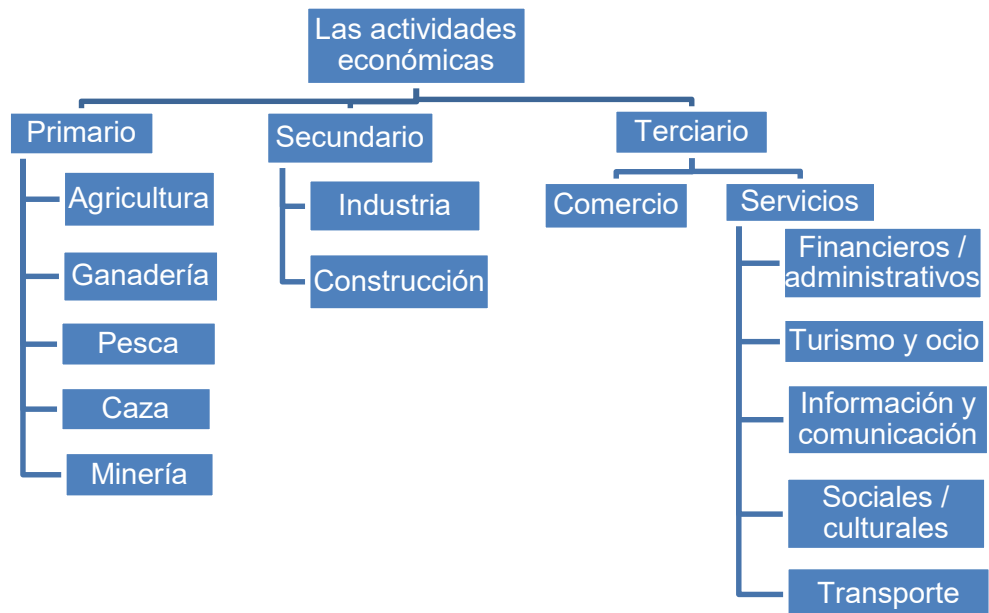 Las actividades
económicas
Primario
Agricultura
Ganadería
Pesca
Caza
Minería
Secundario
Industria
Construcción
Terciario
Comercio
Servicios
Financieros /
administrativos
Turismo y ocio
Información y
comunicación
Sociales /
culturales
Transporte